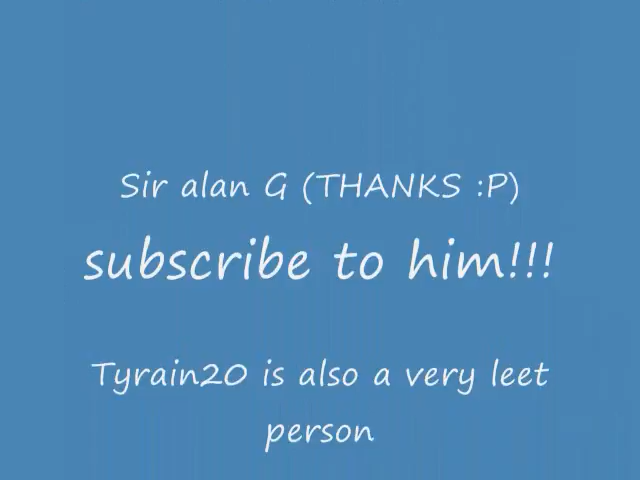 Sir alan G (THANKS :P)
subscribe to him!!!
Tyrain20 is also a very leet
person